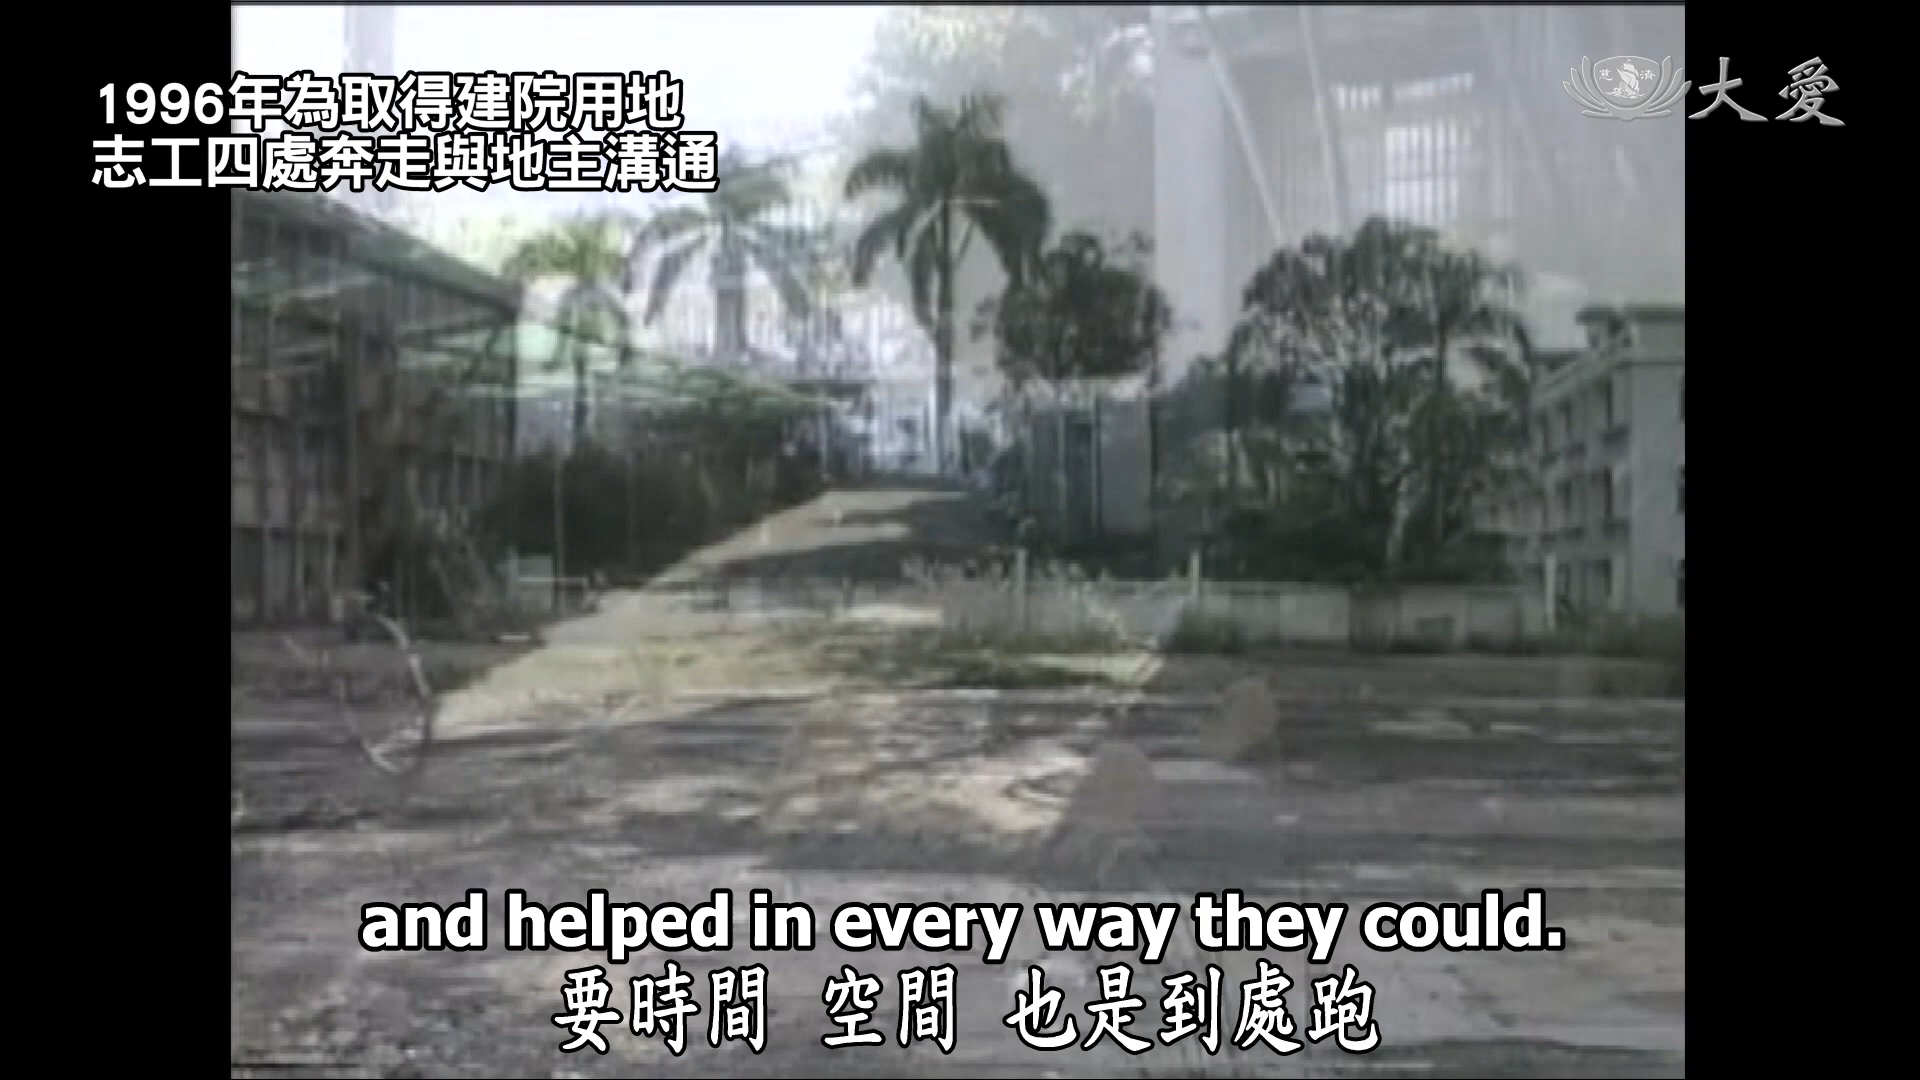 1996年為取得建院用地
志工四處奔走與地主溝通
慈濟
大愛
and helped in every way they could.
要時間 空間 也是到處跑